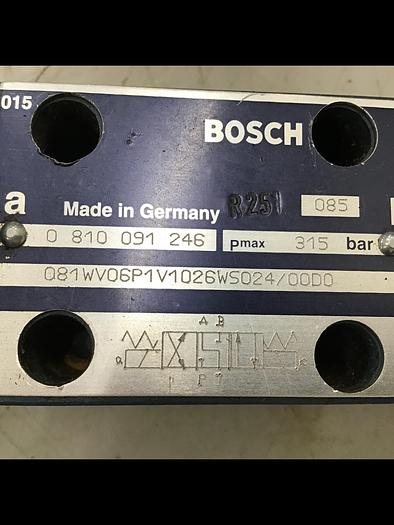 015
BOSCH
a
Made in Germany R251 085
0 810 091 246 pmax 315 bar
081WV06P1V1026WS024/00D0
A B
a
P